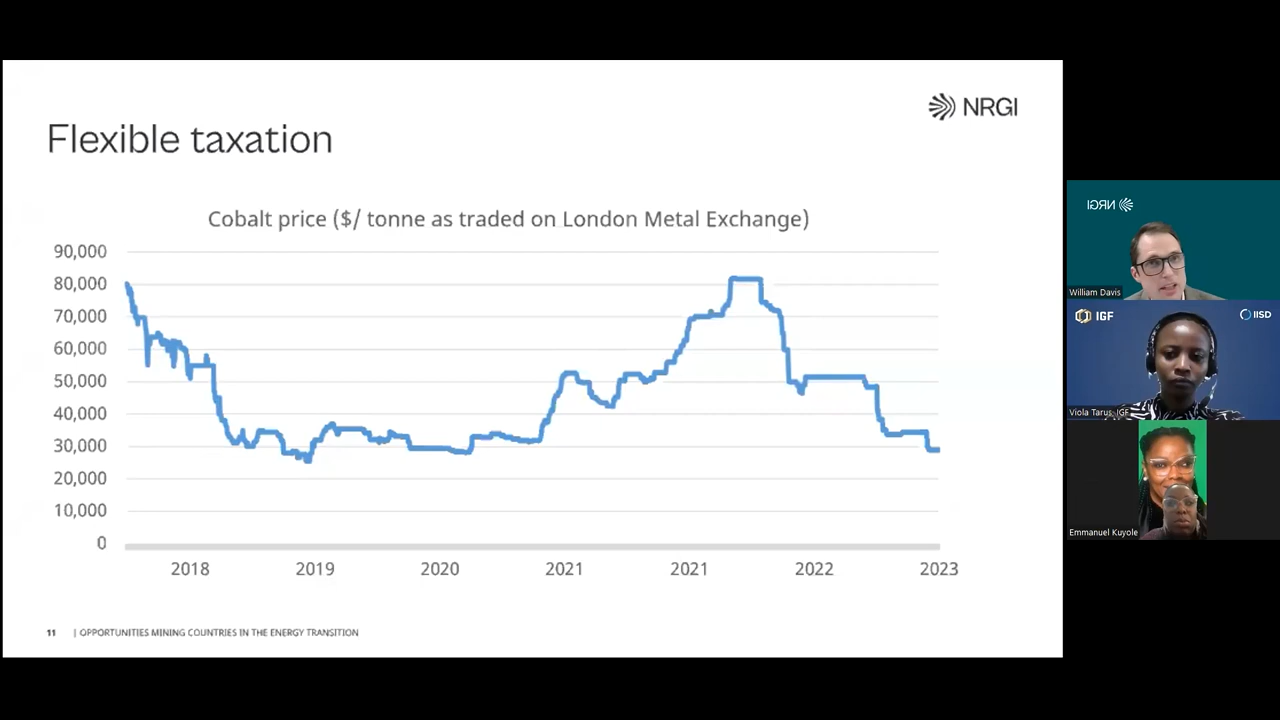 NRGI
Flexible taxation
Cobalt price ($/ tonne as traded on London Metal Exchange)
90,000
80,000
70,000
60,000
50,000
40,000
30,000
20,000
10,000
0
2018 2019 2020 2021 2021 2022 2023
11 | OPPORTUNITIES MINING COUNTRIES IN THE ENERGY TRANSITION
NRGI
William Davis
IGF IISD
Viola Tarus, IGF
Emmanuel Kuyole